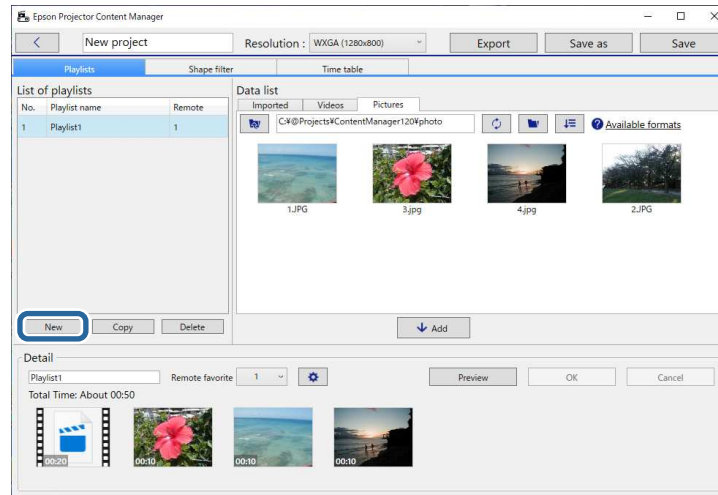 Epson Projector Content Manager
New project
Resolution : WXGA (1280x800)
Export
Save as
Save
Playlists
Shape filter
Time table
List of playlists
No. Playlist name Remote
1 Playlist1 1
New
Copy
Delete
Data list
Imported
Videos
Pictures
C:¥@Projects¥ContentManager120¥photo
Available formats
1.JPG
3.jpg
4.jpg
2.JPG
Add
Detail
Playlist1
Remote favorite 1
Preview
OK
Cancel
Total Time: About 00:50
00:20
00:10
00:10
00:10